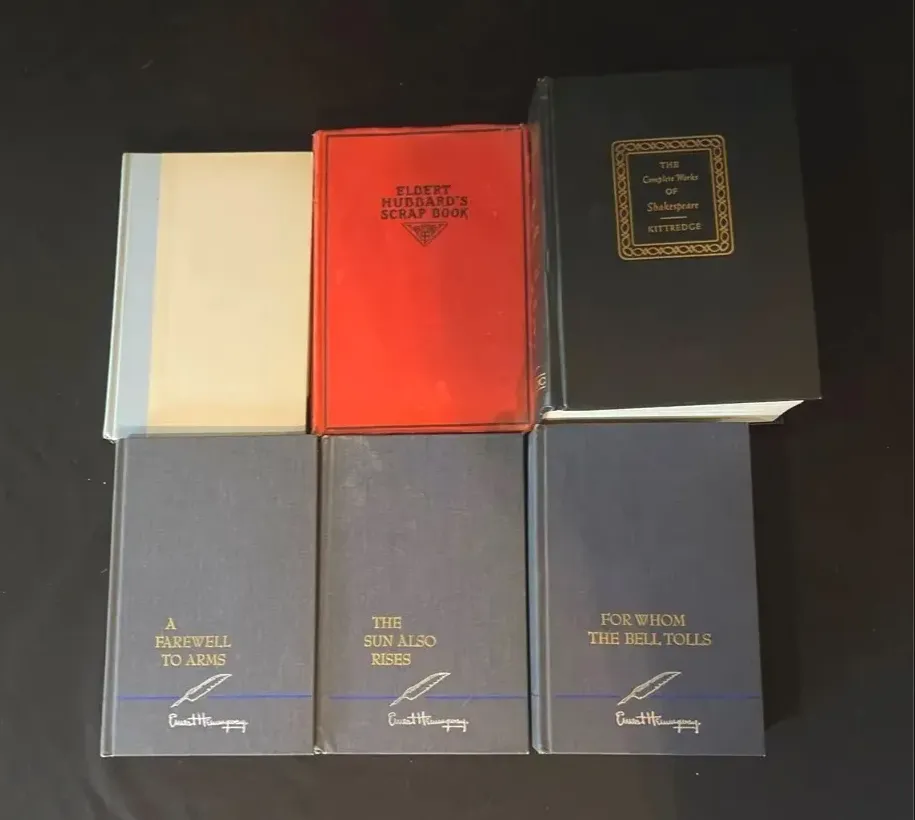 ELBERT
HUBBARD'S
SCRAP BOOK
THE
Complete Works
OF
Shakespeare
KITTREDGE
A
FAREWELL
TO ARMS
Ernest Hemingway
THE
SUN ALSO
RISES
Ernest Hemingway
FOR WHOM
THE BELL TOLLS
Ernest Hemingway